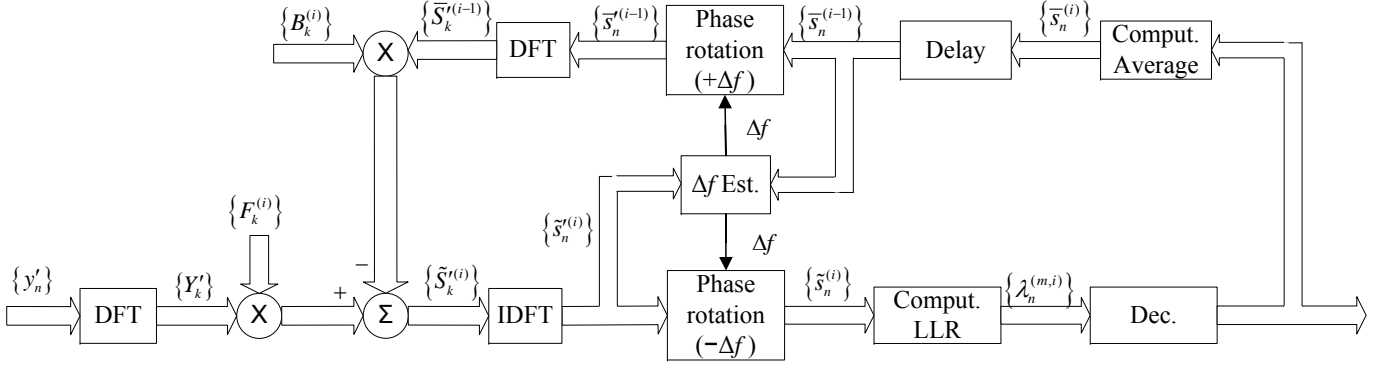 {B_k^{(i)}}
X
{S̅'_k^{(i−1)}}
DFT
{s̅'_n^{(i−1)}}
Phase
rotation
(+Δf)
{s̅_n^{(i−1)}}
Delay
{s̅_n^{(i)}}
Comput.
Average
Δf
Δf Est.
Δf
{F_k^{(i)}}
{s̃'_n^{(i)}}
{y'_n}
DFT
{Y'_k}
X
+
−
Σ
{S̃'_k^{(i)}}
IDFT
Phase
rotation
(−Δf)
{s̃_n^{(i)}}
Comput.
LLR
{λ_n^{(m,i)}}
Dec.